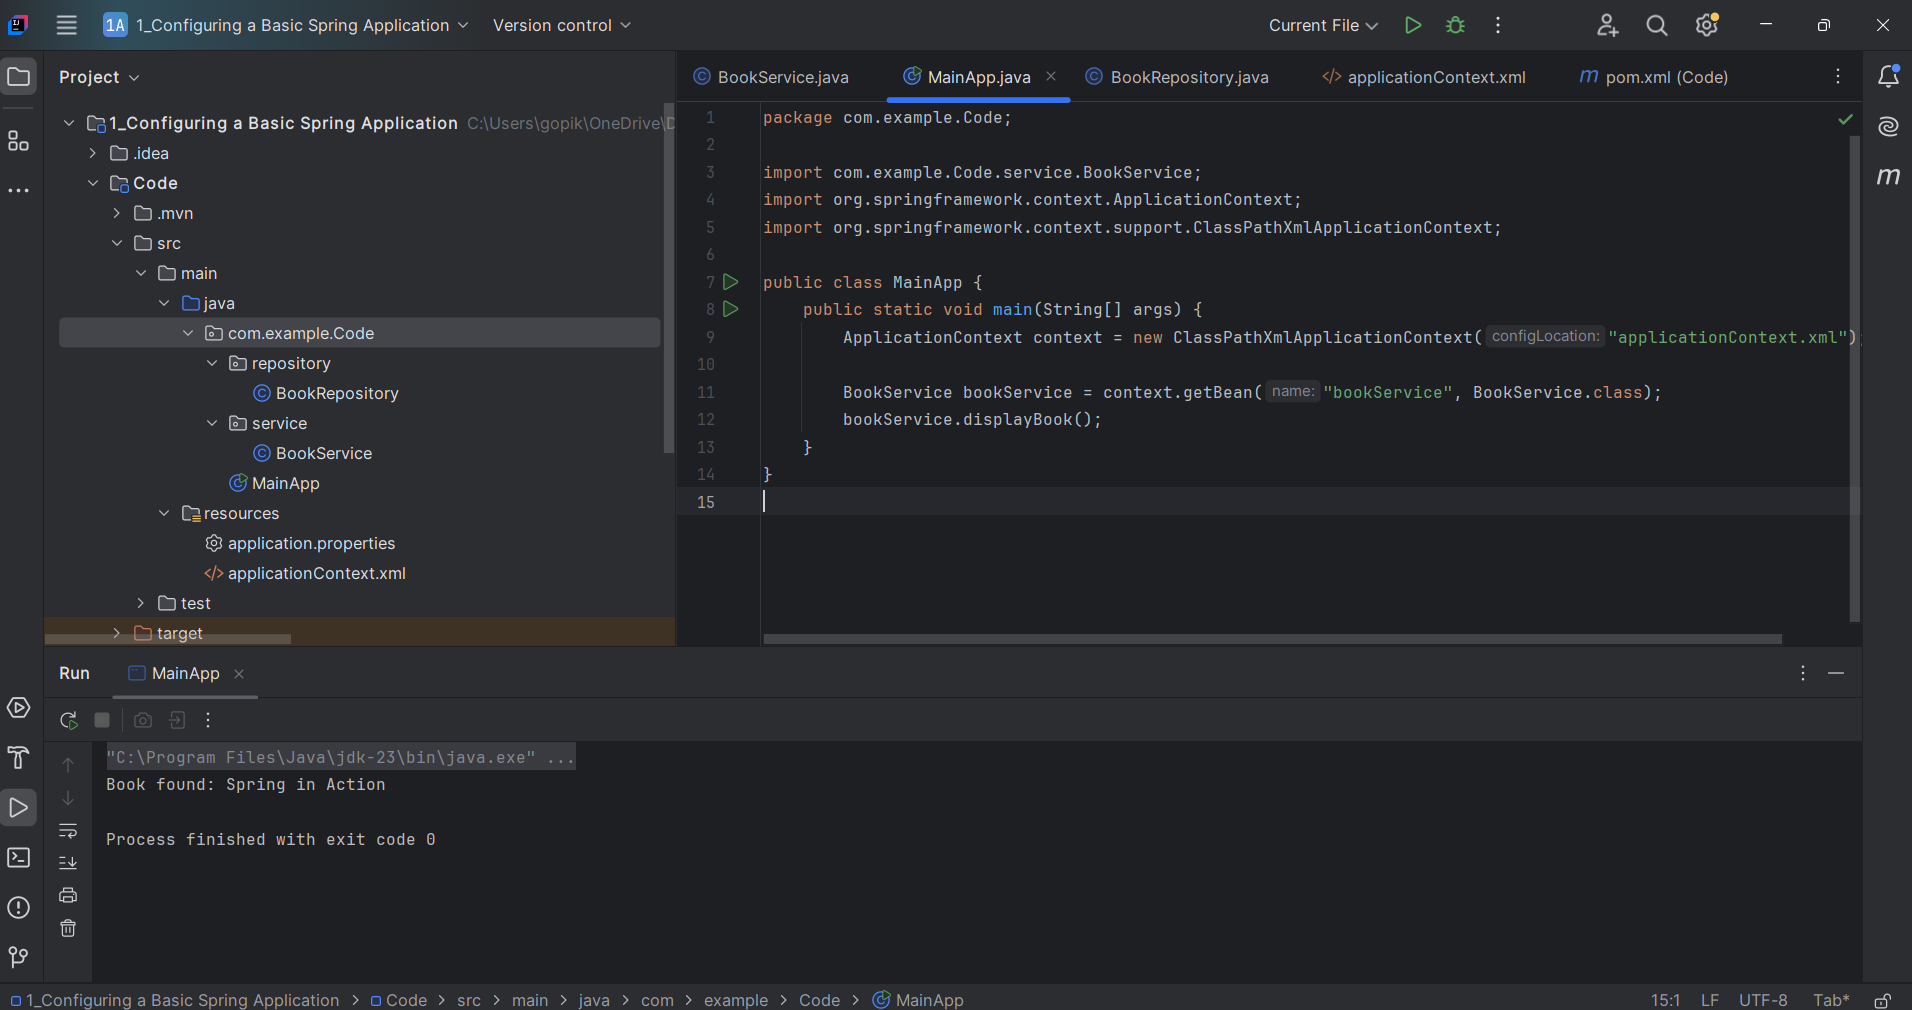 1A 1_Configuring a Basic Spring Application Version control Current File
Project
1_Configuring a Basic Spring Application C:\Users\gopik\OneDrive\D
.idea
Code
.mvn
src
main
java
com.example.Code
repository
BookRepository
service
BookService
MainApp
resources
application.properties
applicationContext.xml
test
target
BookService.java MainApp.java BookRepository.java applicationContext.xml pom.xml (Code)
1 package com.example.Code;
2
3 import com.example.Code.service.BookService;
4 import org.springframework.context.ApplicationContext;
5 import org.springframework.context.support.ClassPathXmlApplicationContext;
6
7 public class MainApp {
8 public static void main(String[] args) {
9 ApplicationContext context = new ClassPathXmlApplicationContext( configLocation: "applicationContext.xml");
10
11 BookService bookService = context.getBean( name: "bookService", BookService.class);
12 bookService.displayBook();
13 }
14 }
15
Run MainApp
"C:\Program Files\Java\jdk-23\bin\java.exe" ...
Book found: Spring in Action
Process finished with exit code 0
1_Configuring a Basic Spring Application > Code > src > main > java > com > example > Code > MainApp 15:1 LF UTF-8 Tab*